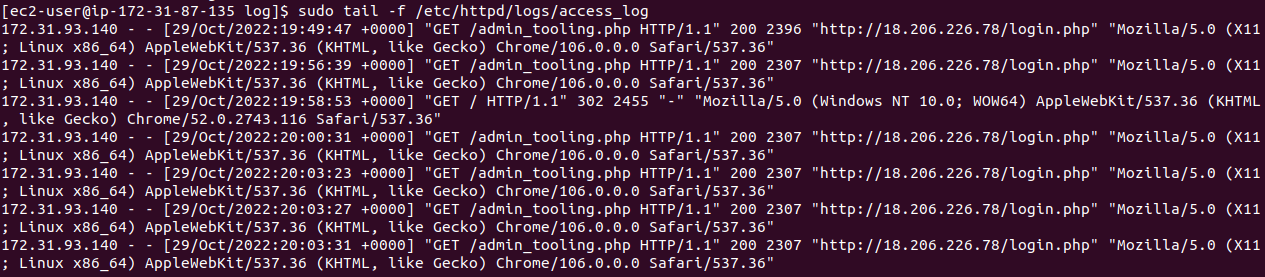 [ec2-user@ip-172-31-87-135 log]$ sudo tail -f /etc/httpd/logs/access_log
172.31.93.140 - - [29/Oct/2022:19:49:47 +0000] "GET /admin_tooling.php HTTP/1.1" 200 2396 "http://18.206.226.78/login.php" "Mozilla/5.0 (X11
; Linux x86_64) AppleWebKit/537.36 (KHTML, like Gecko) Chrome/106.0.0.0 Safari/537.36"
172.31.93.140 - - [29/Oct/2022:19:56:39 +0000] "GET /admin_tooling.php HTTP/1.1" 200 2307 "http://18.206.226.78/login.php" "Mozilla/5.0 (X11
; Linux x86_64) AppleWebKit/537.36 (KHTML, like Gecko) Chrome/106.0.0.0 Safari/537.36"
172.31.93.140 - - [29/Oct/2022:19:58:53 +0000] "GET / HTTP/1.1" 302 2455 "-" "Mozilla/5.0 (Windows NT 10.0; WOW64) AppleWebKit/537.36 (KHTML
, like Gecko) Chrome/52.0.2743.116 Safari/537.36"
172.31.93.140 - - [29/Oct/2022:20:00:31 +0000] "GET /admin_tooling.php HTTP/1.1" 200 2307 "http://18.206.226.78/login.php" "Mozilla/5.0 (X11
; Linux x86_64) AppleWebKit/537.36 (KHTML, like Gecko) Chrome/106.0.0.0 Safari/537.36"
172.31.93.140 - - [29/Oct/2022:20:03:23 +0000] "GET /admin_tooling.php HTTP/1.1" 200 2307 "http://18.206.226.78/login.php" "Mozilla/5.0 (X11
; Linux x86_64) AppleWebKit/537.36 (KHTML, like Gecko) Chrome/106.0.0.0 Safari/537.36"
172.31.93.140 - - [29/Oct/2022:20:03:27 +0000] "GET /admin_tooling.php HTTP/1.1" 200 2307 "http://18.206.226.78/login.php" "Mozilla/5.0 (X11
; Linux x86_64) AppleWebKit/537.36 (KHTML, like Gecko) Chrome/106.0.0.0 Safari/537.36"
172.31.93.140 - - [29/Oct/2022:20:03:31 +0000] "GET /admin_tooling.php HTTP/1.1" 200 2307 "http://18.206.226.78/login.php" "Mozilla/5.0 (X11
; Linux x86_64) AppleWebKit/537.36 (KHTML, like Gecko) Chrome/106.0.0.0 Safari/537.36"